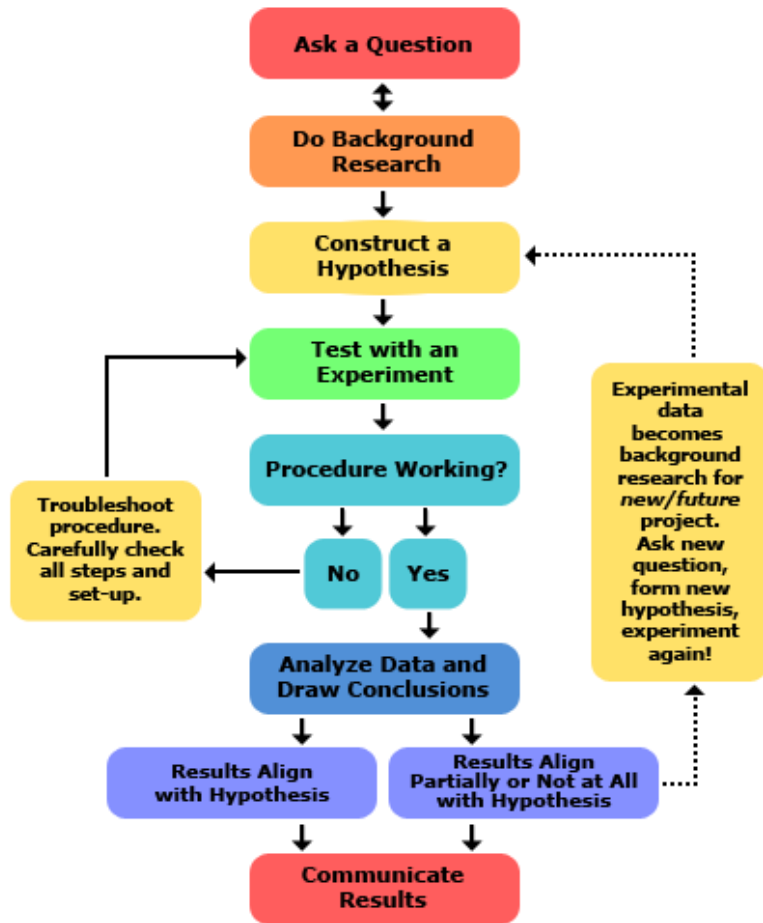 Ask a Question
Do Background
Research
Construct a
Hypothesis
Test with an
Experiment
Procedure Working?
No
Yes
Troubleshoot
procedure.
Carefully check
all steps and
set-up.
Experimental
data
becomes
background
research for
new/future
project.
Ask new
question,
form new
hypothesis,
experiment
again!
Analyze Data and
Draw Conclusions
Results Align
with Hypothesis
Results Align
Partially or Not at All
with Hypothesis
Communicate
Results